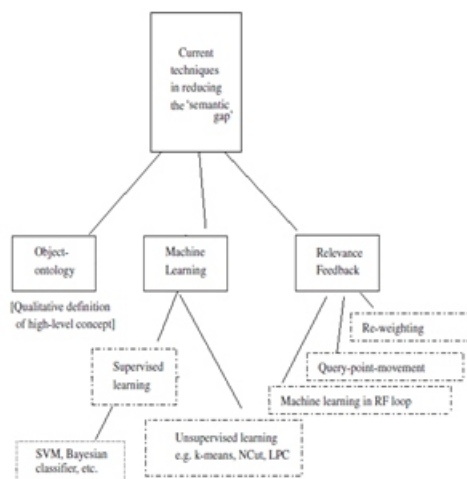 Current
techniques
in reducing
the 'semantic
gap'
Object-
ontology
Machine
Learning
Relevance
Feedback
[Qualitative definition
of high-level concept]
Re-weighting
Supervised
learning
Query-point-movement
Machine learning in RF loop
Unsupervised learning
e.g. k-means, NCut, LPC
SVM, Bayesian
classifier, etc.